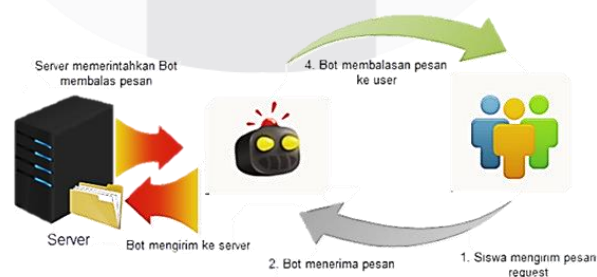 Server memerintahkan Bot
membalas pesan
4. Bot membalasan pesan
ke user
Server
Bot mengirim ke server
2. Bot menerima pesan
1. Siswa mengirim pesan
request